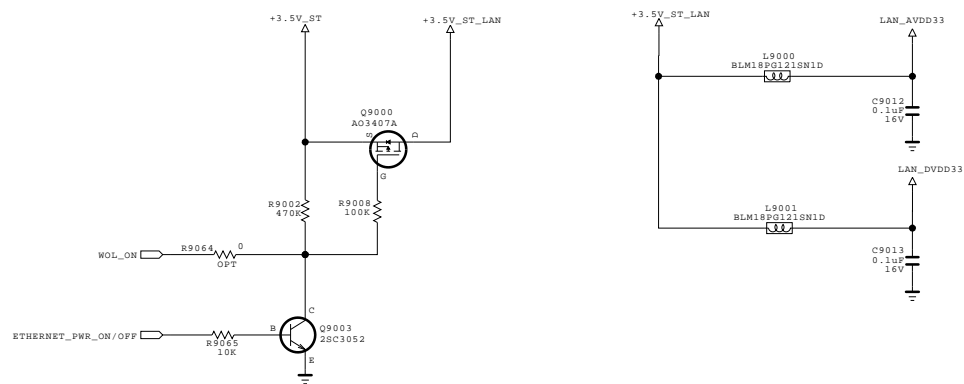 +3.5V_ST
+3.5V_ST_LAN
Q9000
AO3407A
S
D
G
R9002
470K
R9008
100K
WOL_ON
R9064
0
OPT
C
B
Q9003
2SC3052
E
ETHERNET_PWR_ON/OFF
R9065
10K
+3.5V_ST_LAN
LAN_AVDD33
L9000
BLM18PG121SN1D
C9012
0.1uF
16V
LAN_DVDD33
L9001
BLM18PG121SN1D
C9013
0.1uF
16V